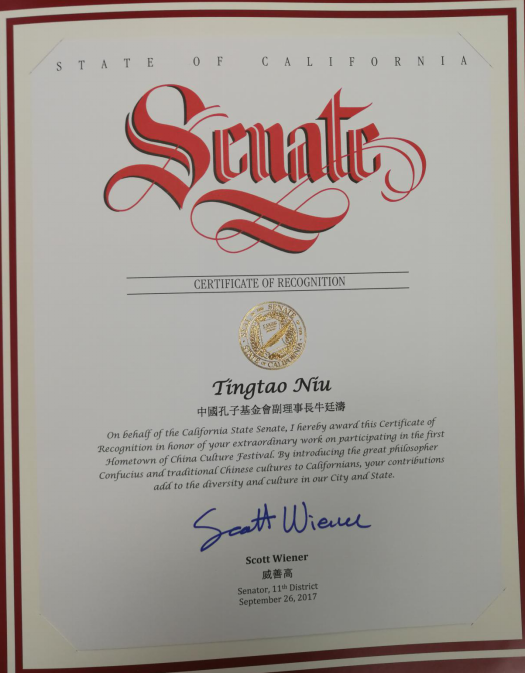 STATE OF CALIFORNIA
Senate
CERTIFICATE OF RECOGNITION
Tingtao Niu
中國孔子基金會副理事長牛廷濤
On behalf of the California State Senate, I hereby award this Certificate of
Recognition in honor of your extraordinary work on participating in the first
Hometown of China Culture Festival. By introducing the great philosopher
Confucius and traditional Chinese cultures to Californians, your contributions
add to the diversity and culture in our City and State.
Scott Wiener
Scott Wiener
威善高
Senator, 11th District
September 26, 2017